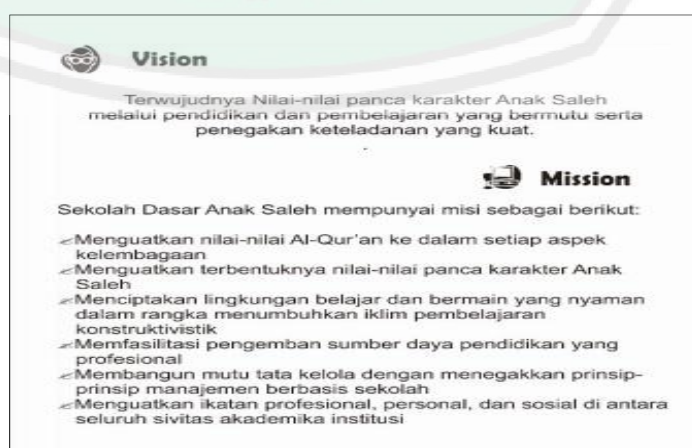 Vision
Terwujudnya Nilai-nilai panca karakter Anak Saleh
melalui pendidikan dan pembelajaran yang bermutu serta
penegakan keteladanan yang kuat.
Mission
Sekolah Dasar Anak Saleh mempunyai misi sebagai berikut:
Menguatkan nilai-nilai Al-Qur'an ke dalam setiap aspek
kelembagaan
Menguatkan terbentuknya nilai-nilai panca karakter Anak
Saleh
Menciptakan lingkungan belajar dan bermain yang nyaman
dalam rangka menumbuhkan iklim pembelajaran
konstruktivistik
Memfasilitasi pengemban sumber daya pendidikan yang
profesional
Membangun mutu tata kelola dengan menegakkan prinsip-
prinsip manajemen berbasis sekolah
Menguatkan ikatan profesional, personal, dan sosial di antara
seluruh sivitas akademika institusi